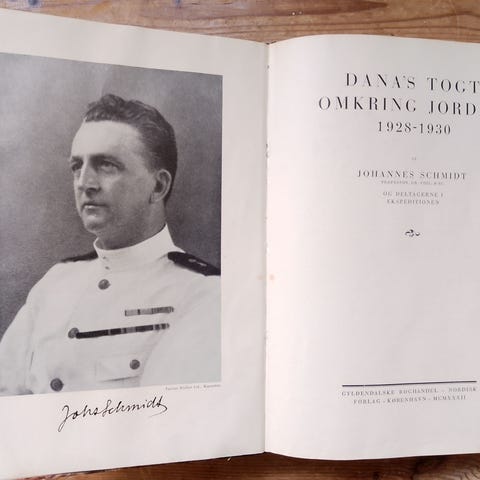 Johs Schmidt
DANA'S TOGT
OMKRING JORD
1928-1930
AF
JOHANNES SCHMIDT
PROFESSOR, DR. PHIL.
OG DELTAGERNE I
EKSPEDITIONEN
GYLDENDALSKE BOGHANDEL - NORDISK
FORLAG - KØBENHAVN - MCMXXXII